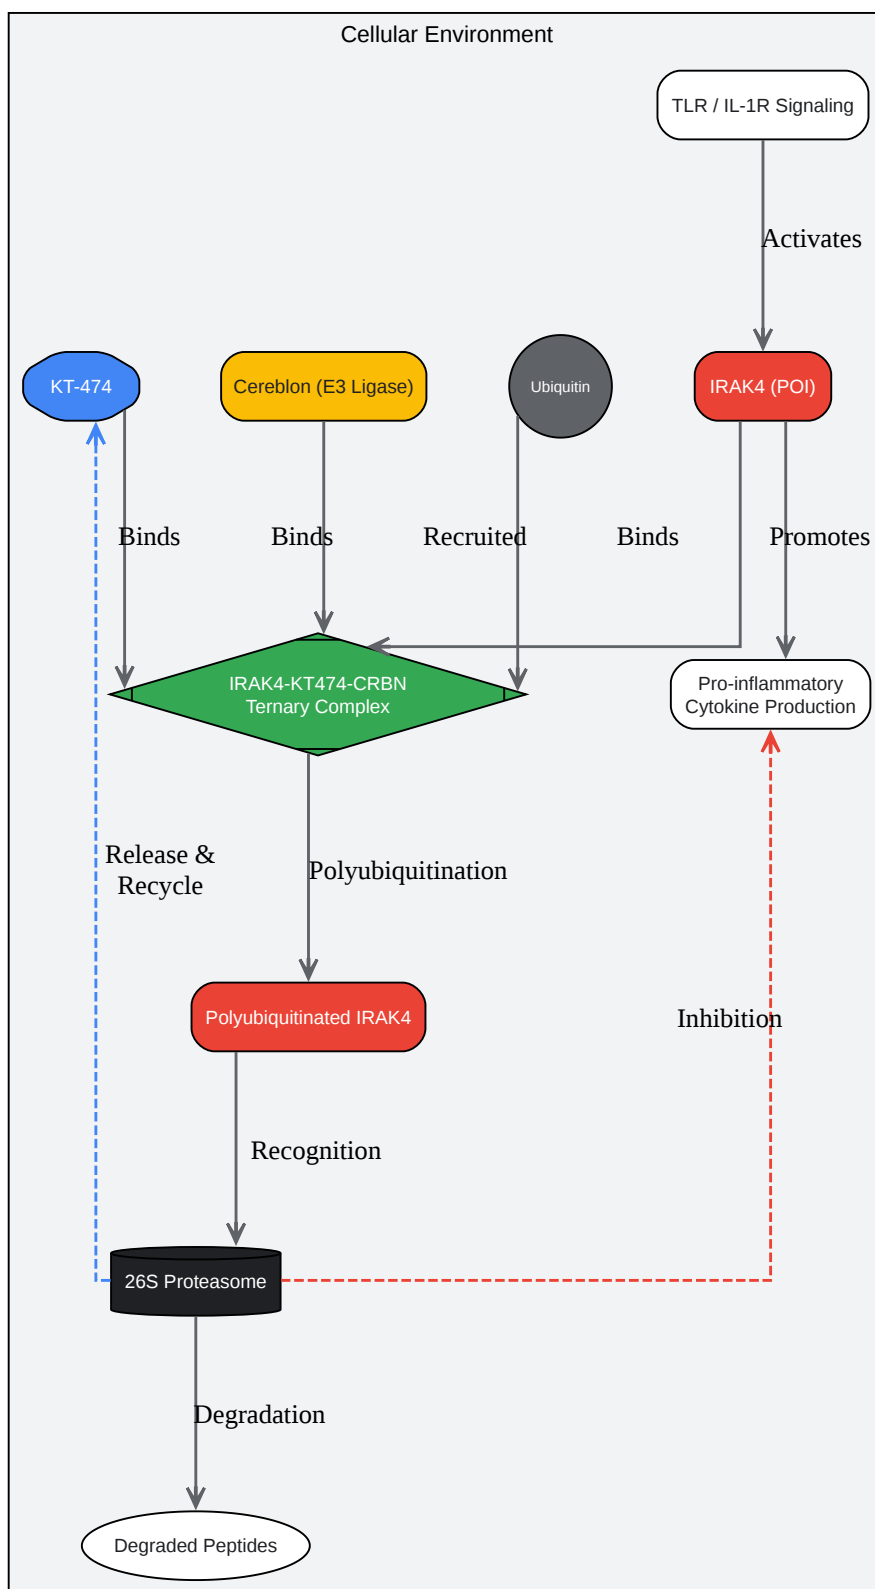 Cellular Environment
TLR / IL-1R Signaling
Activates
KT-474
Cereblon (E3 Ligase)
Ubiquitin
IRAK4 (POI)
Binds
Binds
Recruited
Binds
Promotes
IRAK4-KT474-CRBN
Ternary Complex
Pro-inflammatory
Cytokine Production
Release &
Recycle
Polyubiquitination
Polyubiquitinated IRAK4
Inhibition
Recognition
26S Proteasome
Degradation
Degraded Peptides